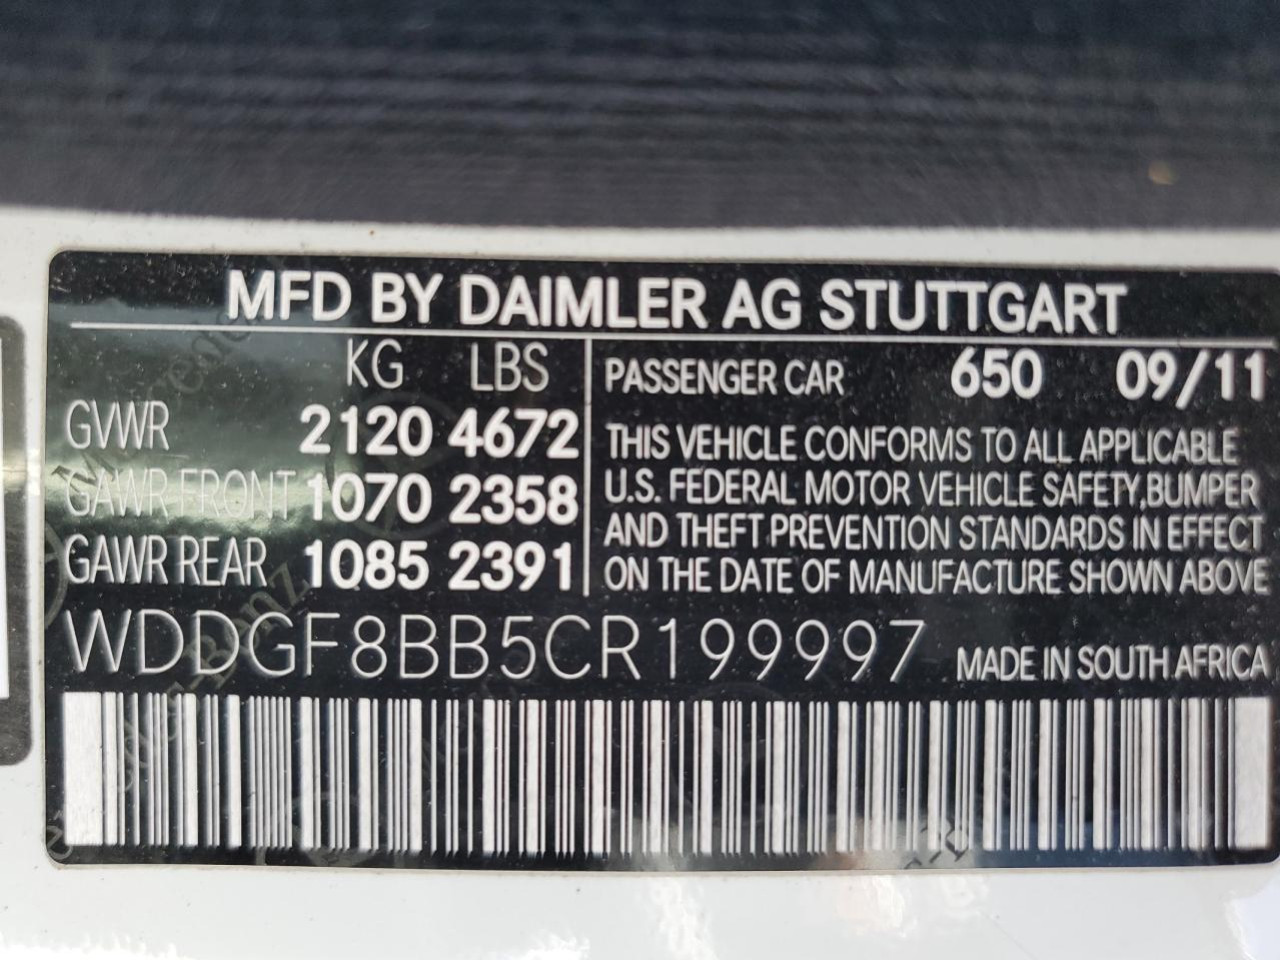 MFD BY DAIMLER AG STUTTGART
KG LBS
GVWR 2120 4672
GAWR FRONT 1070 2358
GAWR REAR 1085 2391
PASSENGER CAR 650 09/11
THIS VEHICLE CONFORMS TO ALL APPLICABLE
U.S. FEDERAL MOTOR VEHICLE SAFETY,BUMPER
AND THEFT PREVENTION STANDARDS IN EFFECT
ON THE DATE OF MANUFACTURE SHOWN ABOVE
WDDGF8BB5CR199997 MADE IN SOUTH AFRICA